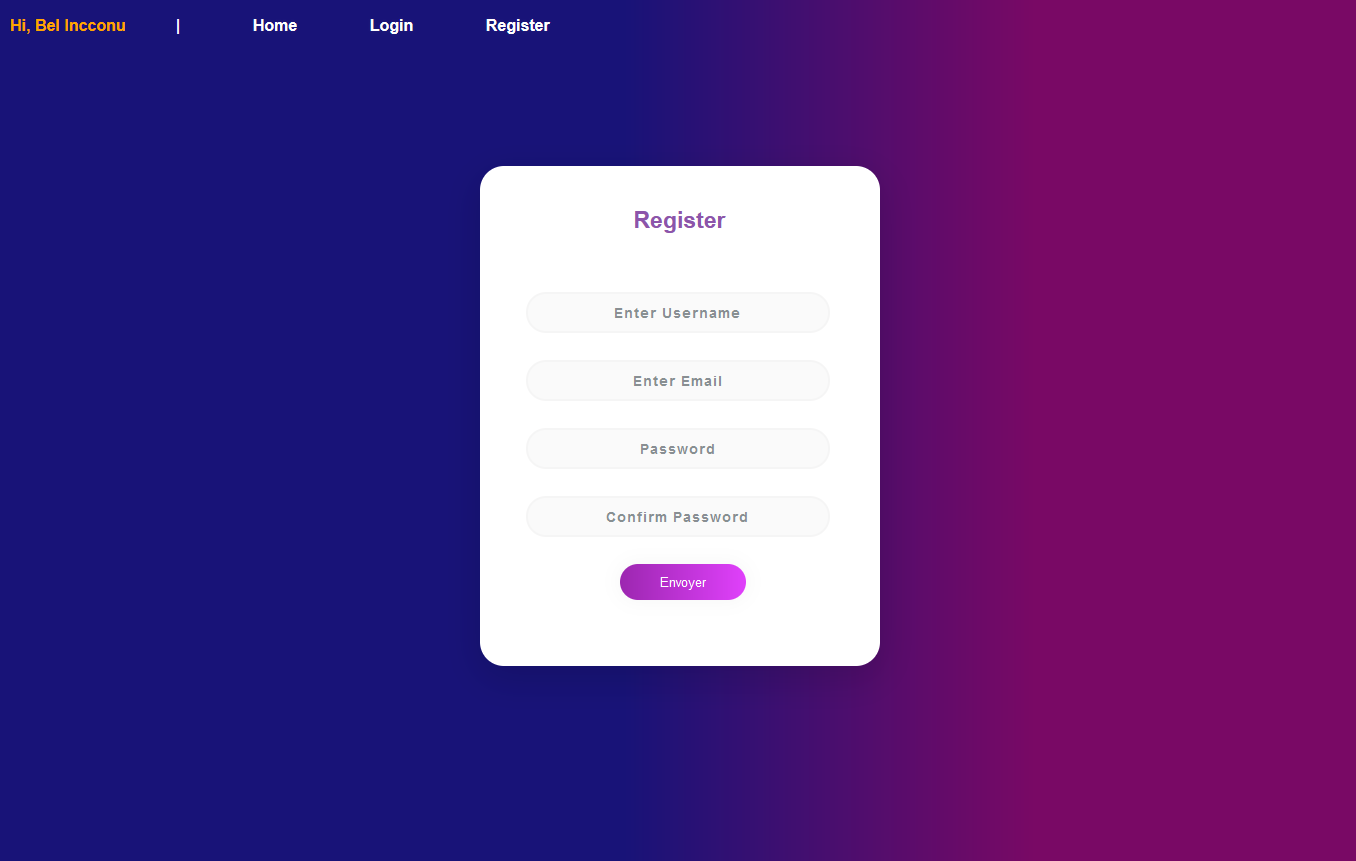 Hi, Bel Incconu | Home Login Register
Register
Enter Username
Enter Email
Password
Confirm Password
Envoyer